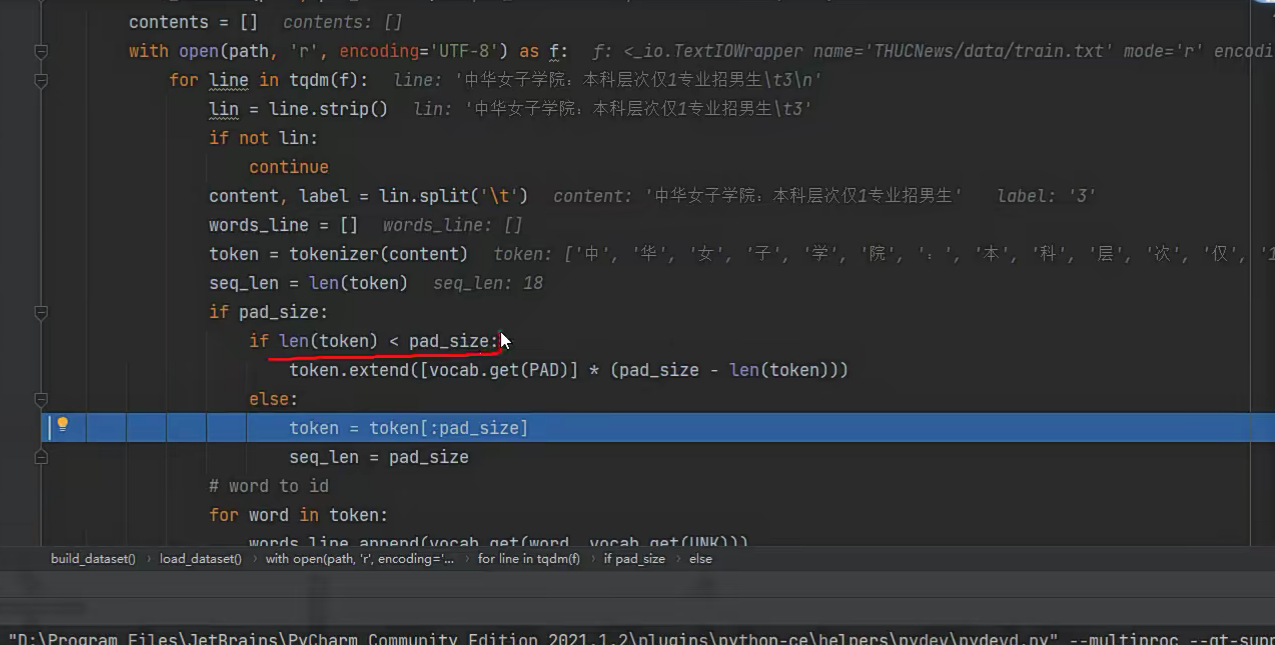 contents = []  contents: []
with open(path, 'r', encoding='UTF-8') as f:  f: <_io.TextIOWrapper name='THUCNews/data/train.txt' mode='r' encodi
for line in tqdm(f):  line: '中华女子学院：本科层次仅1专业招男生\t3\n'
lin = line.strip()  lin: '中华女子学院：本科层次仅1专业招男生\t3'
if not lin:
continue
content, label = lin.split('\t')  content: '中华女子学院：本科层次仅1专业招男生'  label: '3'
words_line = []  words_line: []
token = tokenizer(content)  token: ['中', '华', '女', '子', '学', '院', '：', '本', '科', '层', '次', '仅', '1
seq_len = len(token)  seq_len: 18
if pad_size:
if len(token) < pad_size:
token.extend([vocab.get(PAD)] * (pad_size - len(token)))
else:
token = token[:pad_size]
seq_len = pad_size
# word to id
for word in token:
words_line.append(vocab.get(word, vocab.get(UNK)))
build_dataset() › load_dataset() › with open(path, 'r', encoding='... › for line in tqdm(f) › if pad_size › else
"D:\Program Files\JetBrains\PyCharm Community Edition 2021.1.2\plugins\python-ce\helpers\pydev\pydevd.py" --multiproc --qt-supp